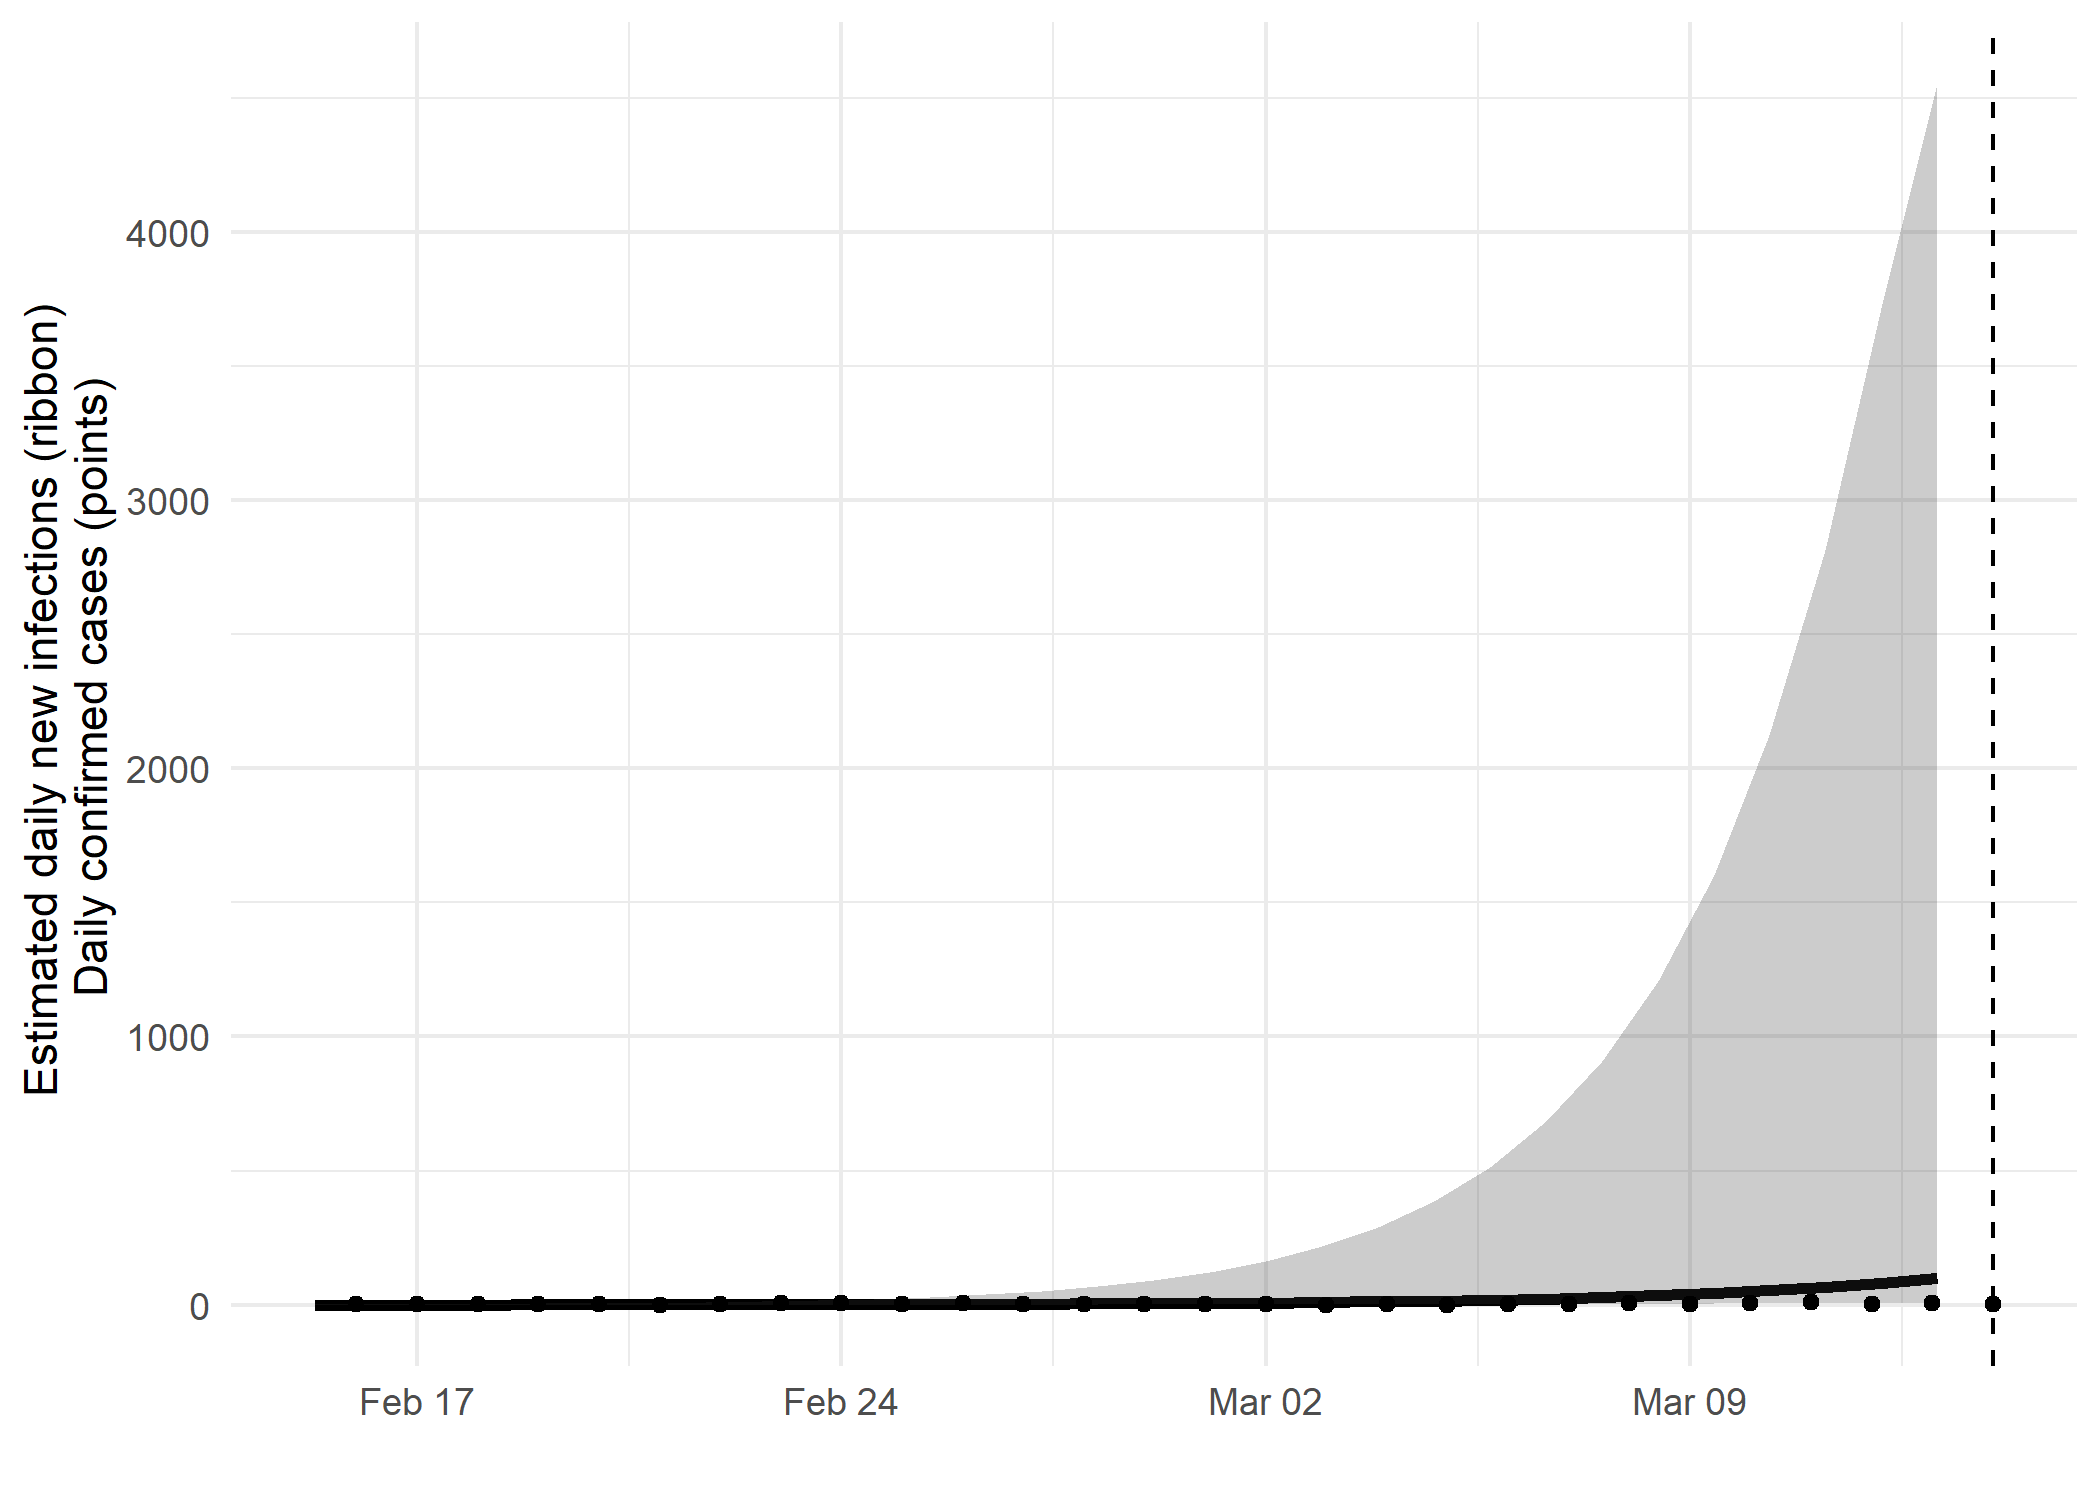 Estimated daily new infections (ribbon)
Daily confirmed cases (points)
4000
3000
2000
1000
0
Feb 17
Feb 24
Mar 02
Mar 09